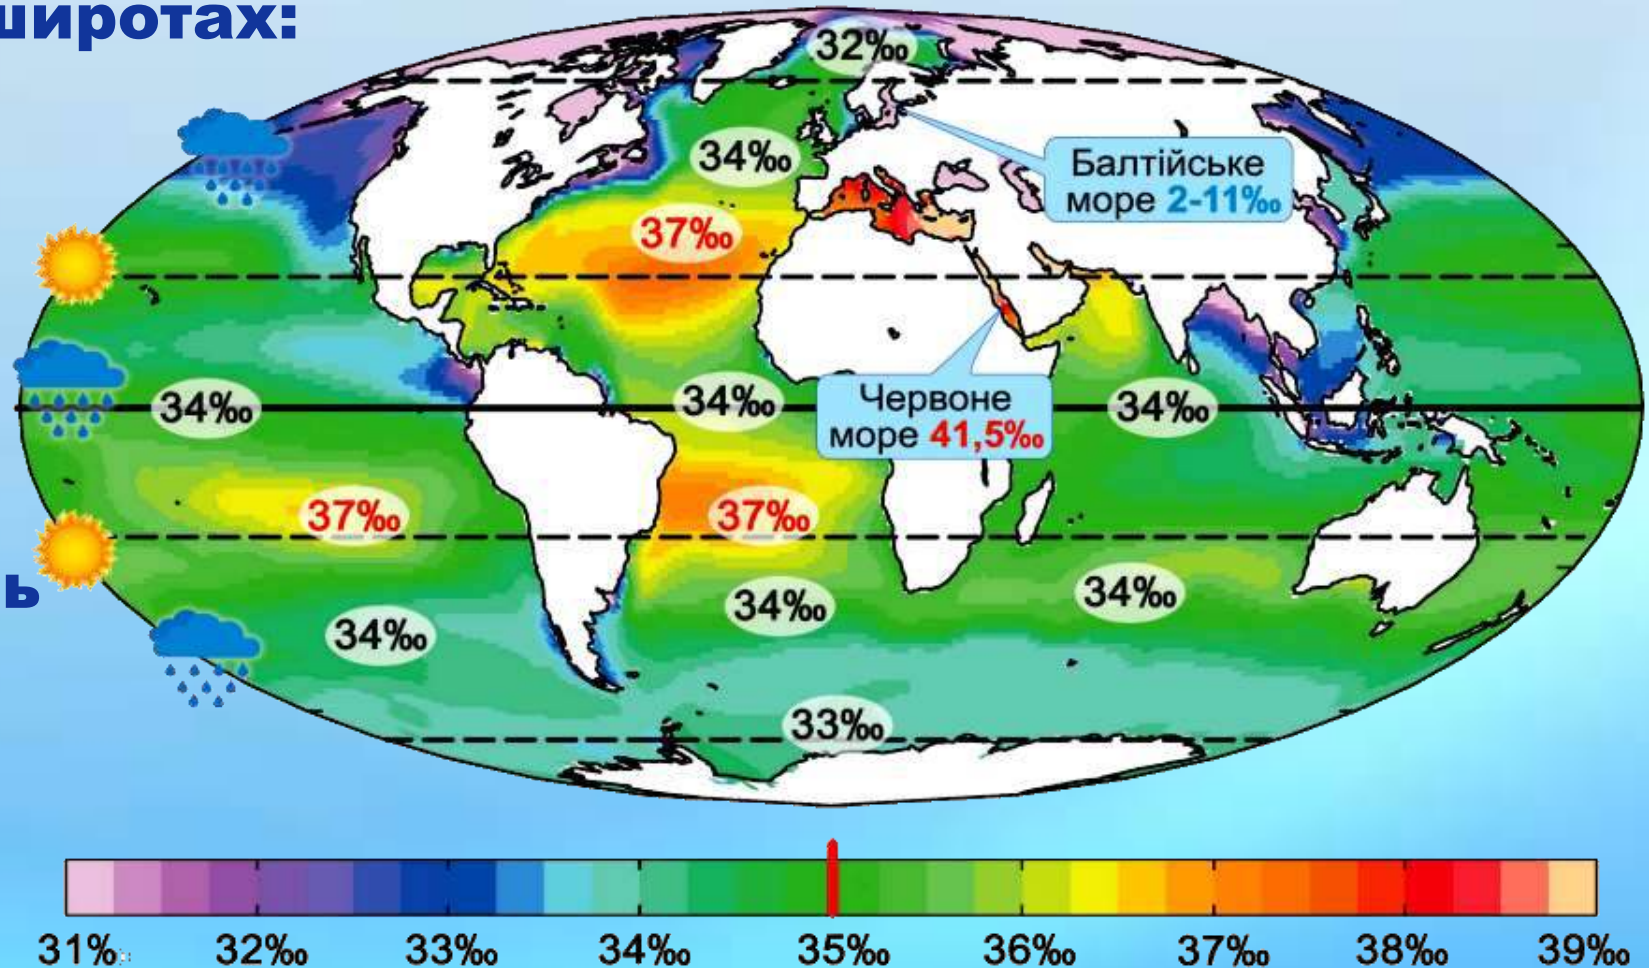 широтах:
32‰
34‰
Балтійське
море 2-11‰
37‰
34‰
34‰
Червоне
море 41,5‰
34‰
37‰
37‰
ь
34‰
34‰
34‰
33‰
31‰ 32‰ 33‰ 34‰ 35‰ 36‰ 37‰ 38‰ 39‰